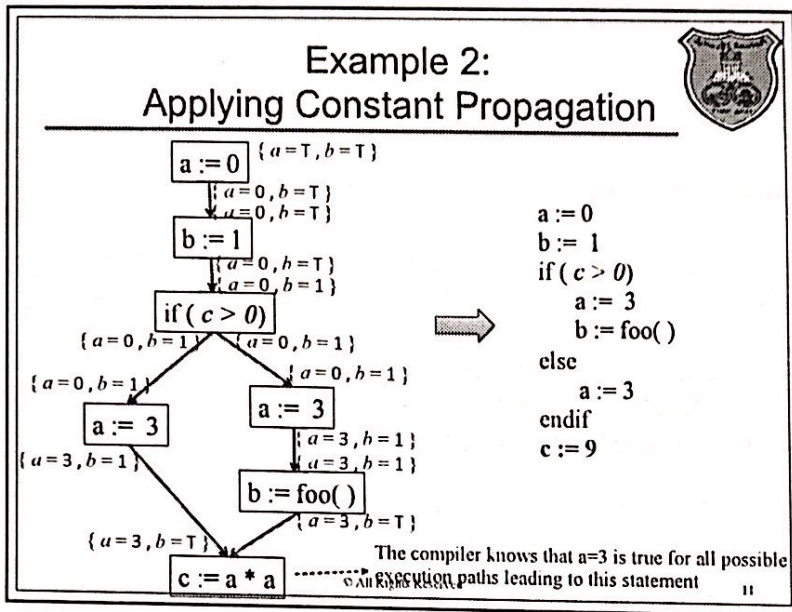 Example 2:
Applying Constant Propagation
a := 0
{ a=T, b=T}
{ a=0, b=T}
{ a=0, b=T}
b := 1
{ a=0, b=T}
{ a=0, b=1}
if ( c > 0)
{ a=0, b=1}
{ a=0, b=1}
{ a=0, b=1}
{ a=0, b=1}
a := 3
a := 3
{ a=3, b=1}
{ a=3, b=1}
{ a=3, b=1}
b := foo( )
{ a=3, b=T}
{ a=3, b=T}
c := a * a
a := 0
b := 1
if ( c > 0)
a := 3
b := foo( )
else
a := 3
endif
c := 9
The compiler knows that a=3 is true for all possible
execution paths leading to this statement
© All Rights
11